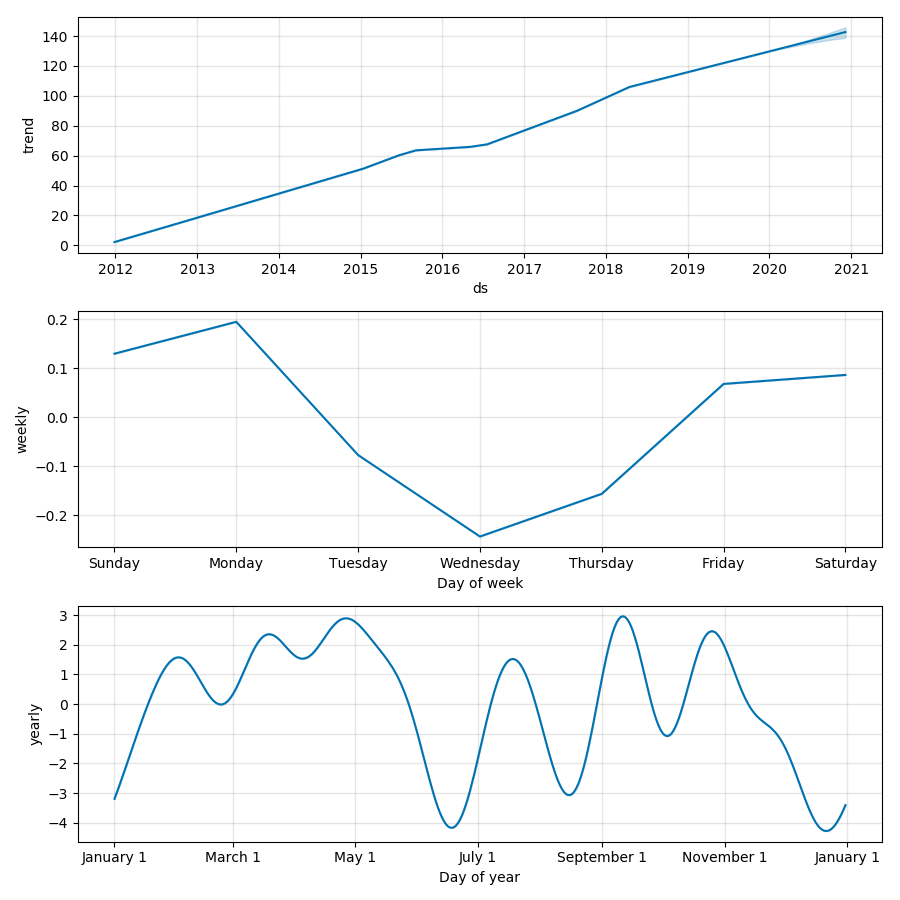 140
120
100
80
60
40
20
0
trend
2012 2013 2014 2015 2016 2017 2018 2019 2020 2021
ds
0.2
0.1
0.0
−0.1
−0.2
weekly
Sunday Monday Tuesday Wednesday Thursday Friday Saturday
Day of week
3
2
1
0
−1
−2
−3
−4
yearly
January 1 March 1 May 1 July 1 September 1 November 1 January 1
Day of year